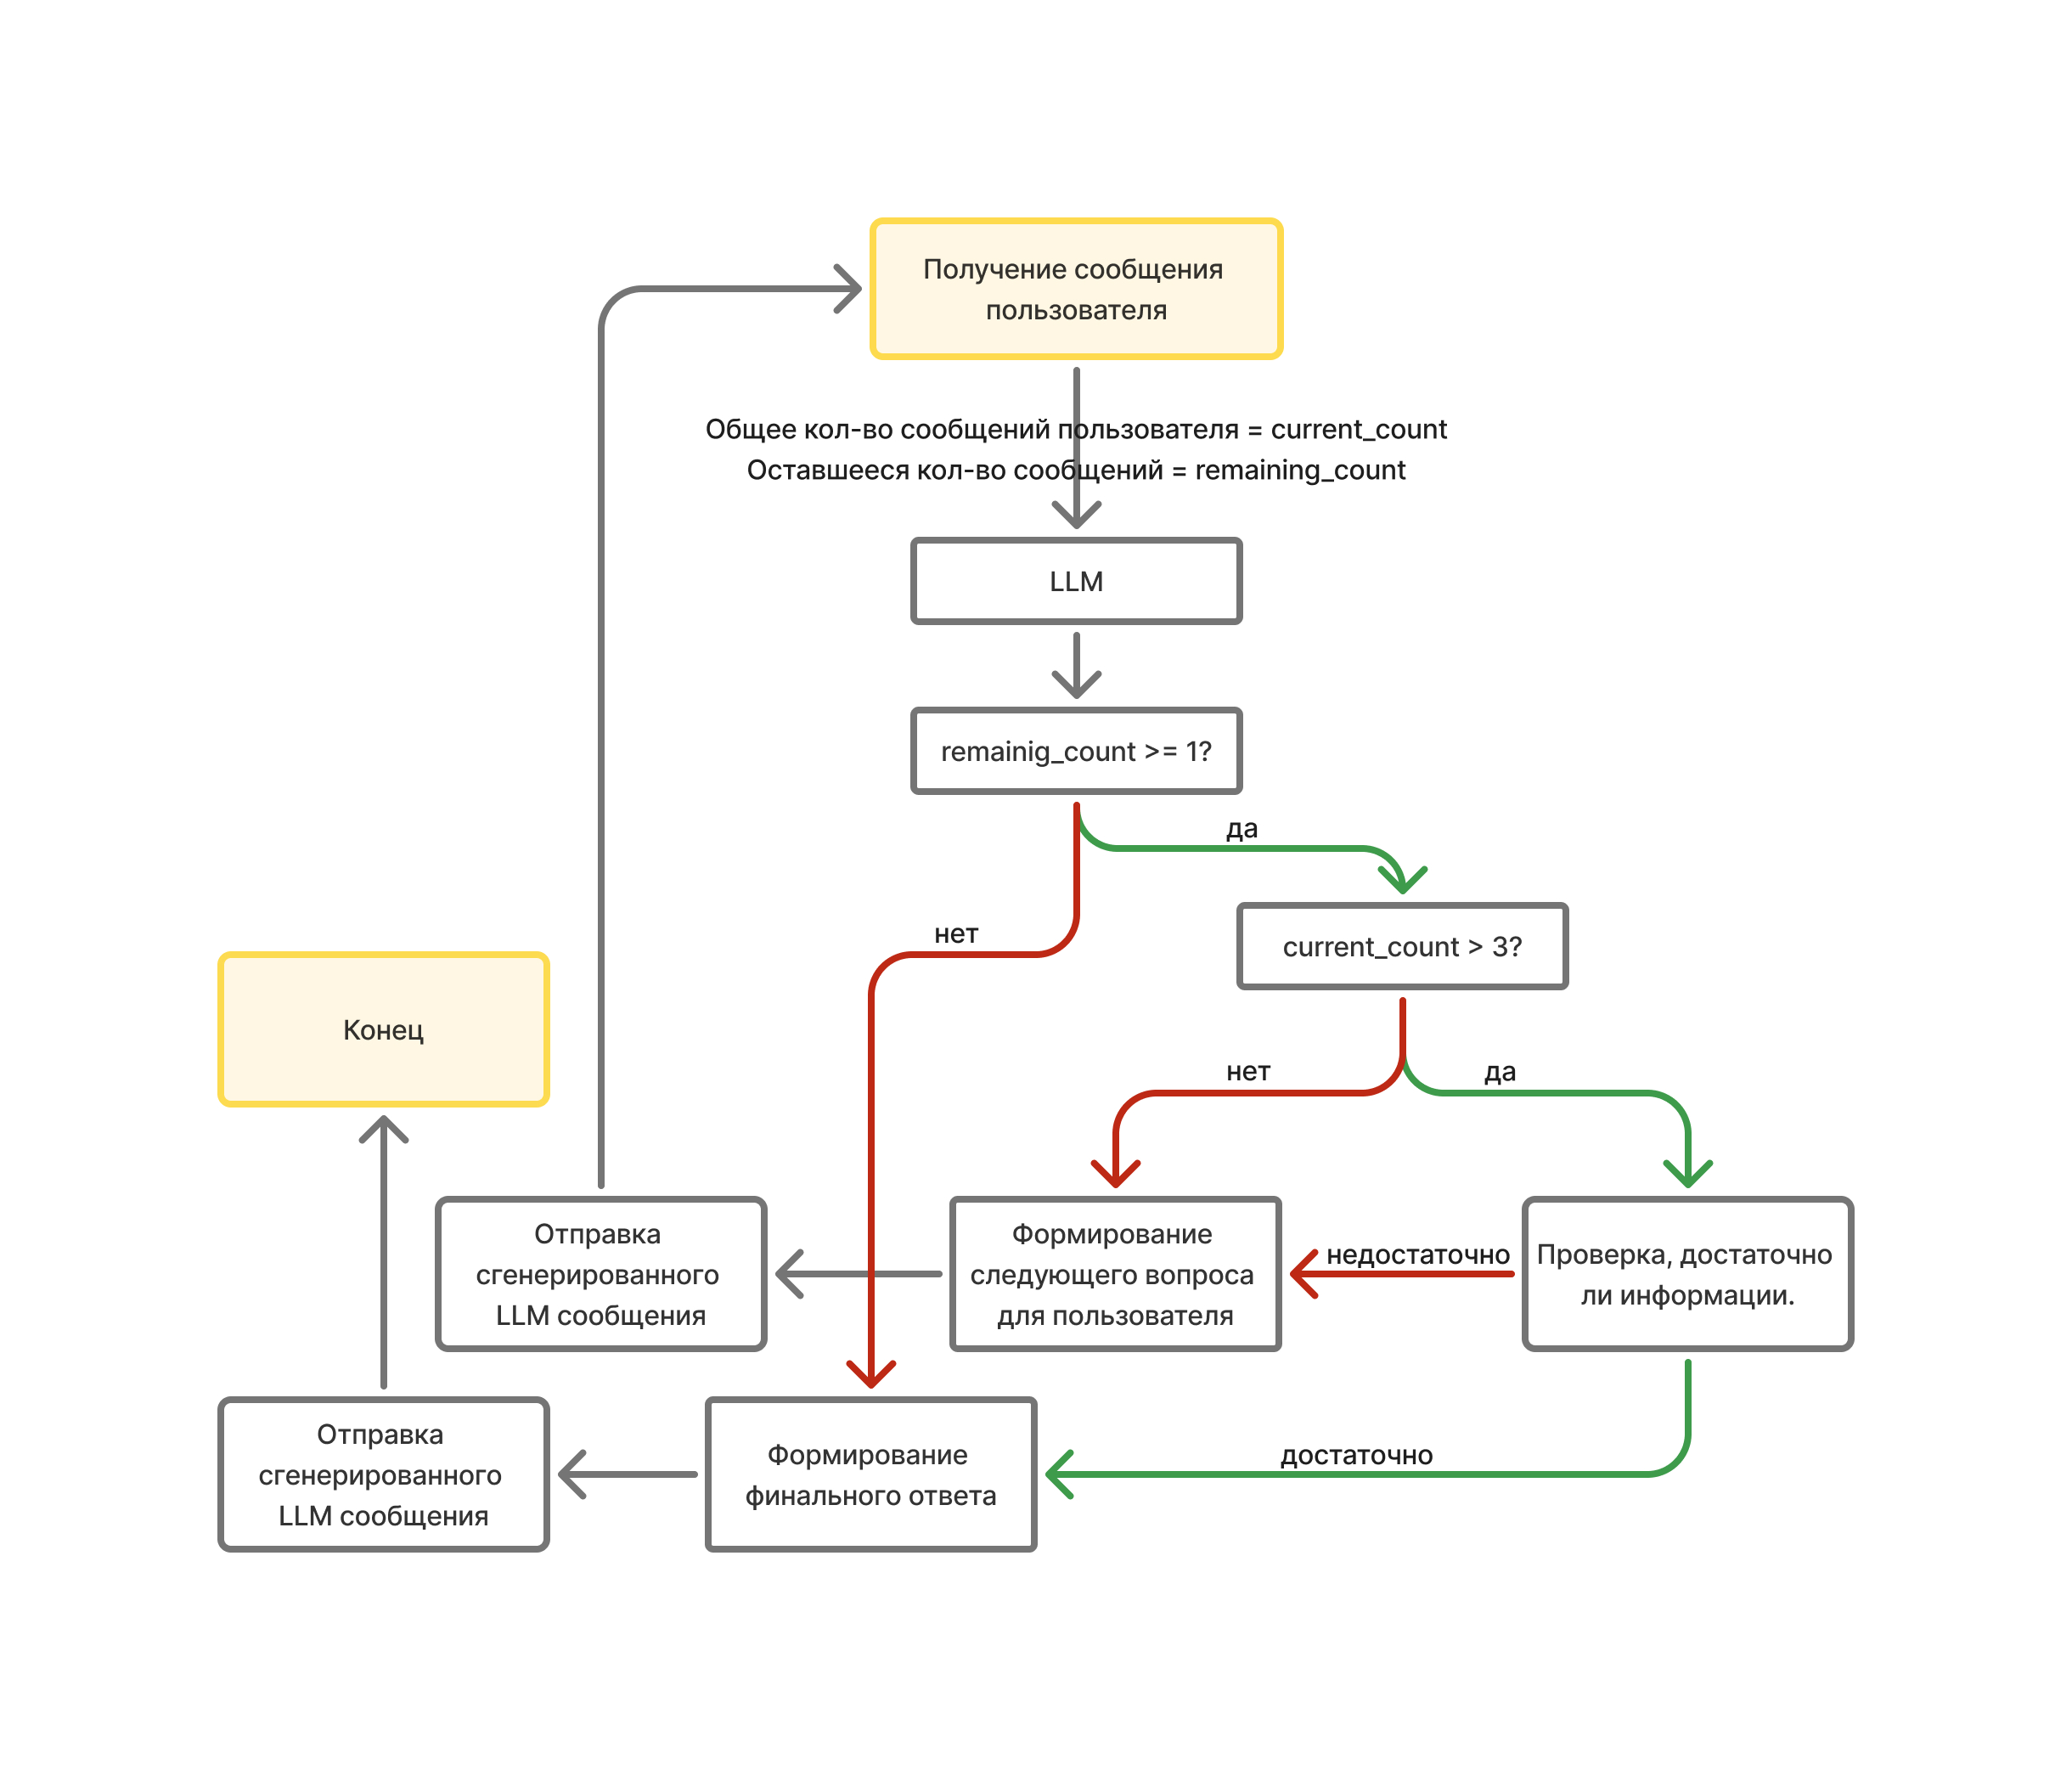 Получение сообщения
пользователя
Общее кол-во сообщений пользователя = current_count
Оставшееся кол-во сообщений = remaining_count
LLM
remainig_count >= 1?
да
current_count > 3?
нет
нет
да
Конец
Отправка
сгенерированного
LLM сообщения
Формирование
следующего вопроса
для пользователя
недостаточно
Проверка, достаточно
ли информации.
Отправка
сгенерированного
LLM сообщения
Формирование
финального ответа
достаточно